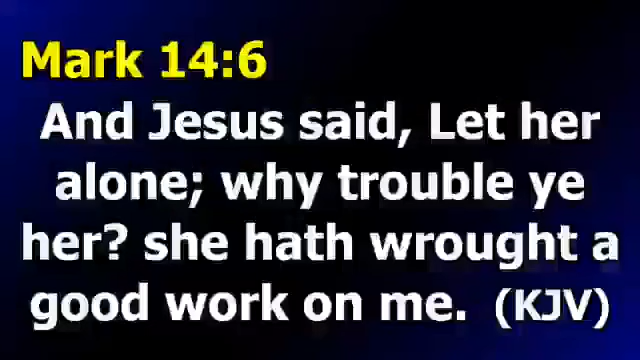 Mark 14:6
And Jesus said, Let her
alone; why trouble ye
her? she hath wrought a
good work on me. (KJV)